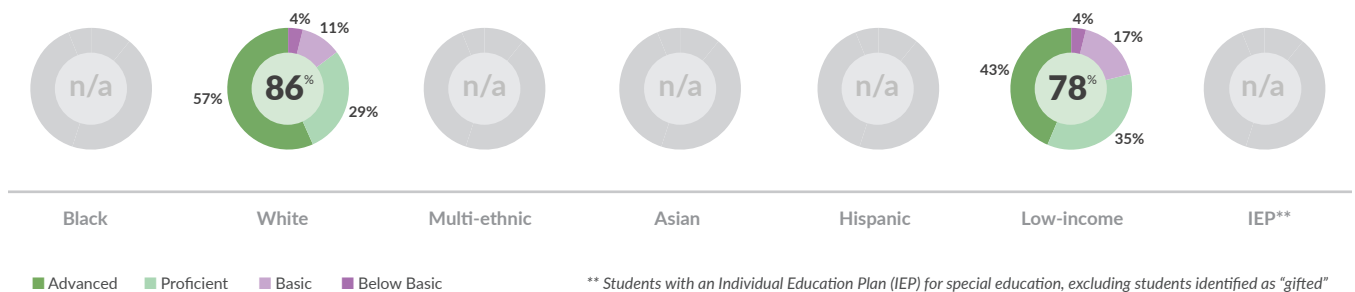 4%
11%
57%
86%
29%
n/a
n/a
n/a
n/a
4%
17%
43%
78%
35%
n/a
Black
White
Multi-ethnic
Asian
Hispanic
Low-income
IEP**
Advanced
Proficient
Basic
Below Basic
** Students with an Individual Education Plan (IEP) for special education, excluding students identified as “gifted”